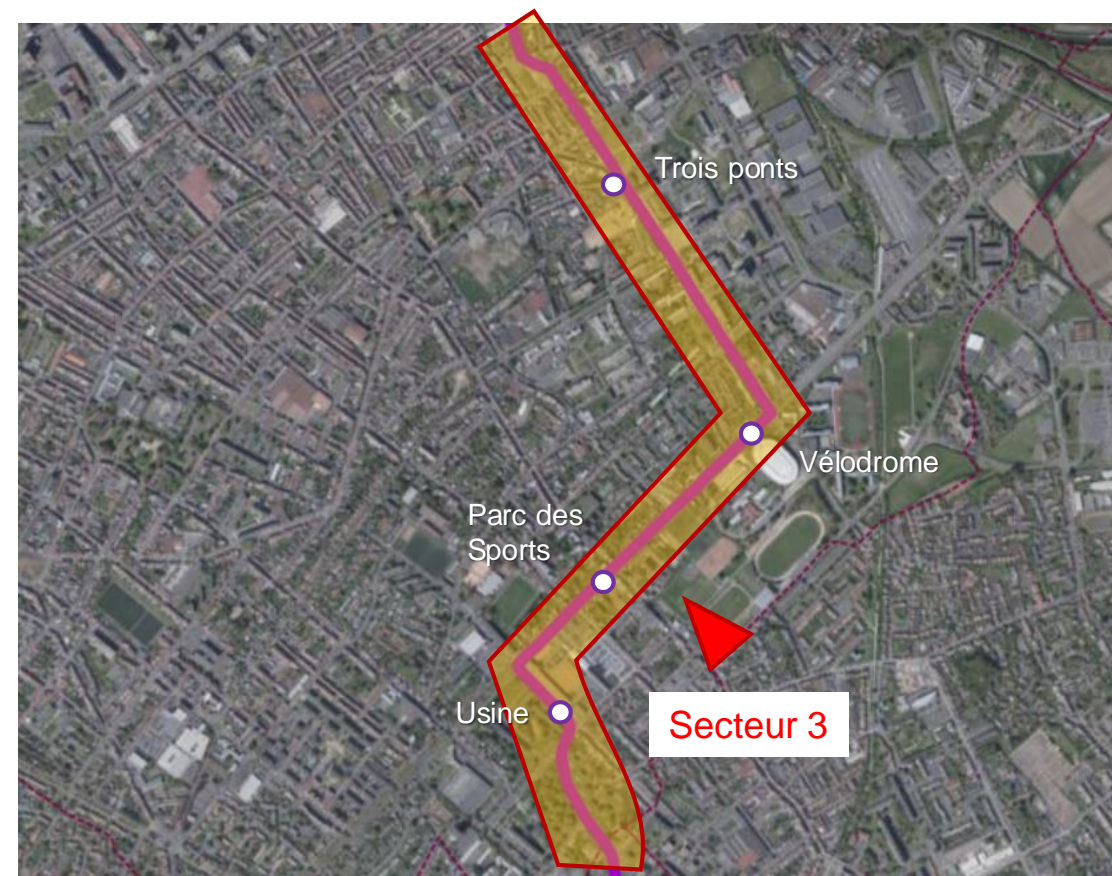 Trois ponts
Vélodrome
Parc des
Sports
Usine
Secteur 3